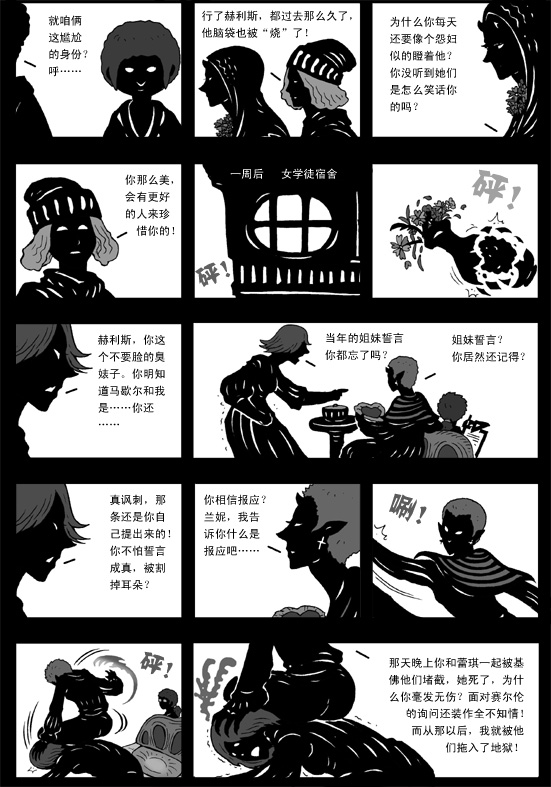 就咱俩
这尴尬
的身份？
呼……
行了赫利斯，都过去那么久了，
他脑袋也被“烧”了！
为什么你每天
还要像个怨妇
似的瞪着他？
你没听到她们
是怎么笑话你
的吗？
你那么美，
会有更好
的人来珍
惜你的！
一周后 女学徒宿舍
砰！
砰！
赫利斯，你这
个不要脸的臭
婊子。你明知
道马歇尔和我
是……你还
……
当年的姐妹誓言
你都忘了吗？
姐妹誓言？
你居然还记得？
真讽刺，那
条还是你自
己提出来的！
你不怕誓言
成真，被割
掉耳朵？
你相信报应？
兰妮，我告
诉你什么是
报应吧……
砰！
那天晚上你和蕾琪一起被基
佛他们堵截，她死了，为什
么你毫发无伤？面对赛尔伦
的询问还装作全不知情！
而从那以后，我就被他
们拖入了地狱！